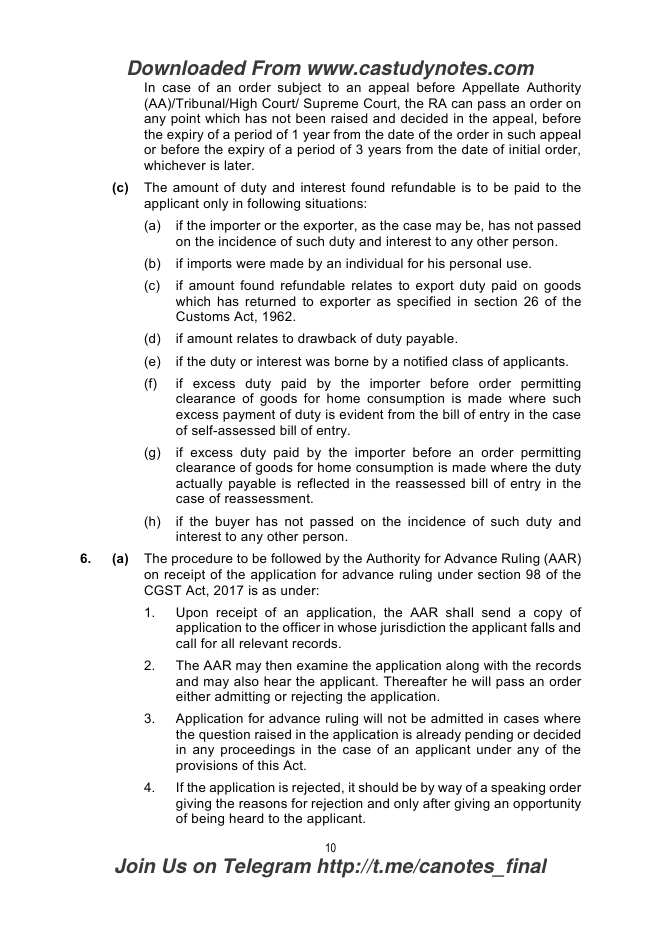 Downloaded From www.castudynotes.com
In case of an order subject to an appeal before Appellate Authority
(AA)/Tribunal/High Court/ Supreme Court, the RA can pass an order on
any point which has not been raised and decided in the appeal, before
the expiry of a period of 1 year from the date of the order in such appeal
or before the expiry of a period of 3 years from the date of initial order,
whichever is later.
(c) The amount of duty and interest found refundable is to be paid to the
applicant only in following situations:
(a) if the importer or the exporter, as the case may be, has not passed
on the incidence of such duty and interest to any other person.
(b) if imports were made by an individual for his personal use.
(c) if amount found refundable relates to export duty paid on goods
which has returned to exporter as specified in section 26 of the
Customs Act, 1962.
(d) if amount relates to drawback of duty payable.
(e) if the duty or interest was borne by a notified class of applicants.
(f) if excess duty paid by the importer before order permitting
clearance of goods for home consumption is made where such
excess payment of duty is evident from the bill of entry in the case
of self-assessed bill of entry.
(g) if excess duty paid by the importer before an order permitting
clearance of goods for home consumption is made where the duty
actually payable is reflected in the reassessed bill of entry in the
case of reassessment.
(h) if the buyer has not passed on the incidence of such duty and
interest to any other person.
6. (a) The procedure to be followed by the Authority for Advance Ruling (AAR)
on receipt of the application for advance ruling under section 98 of the
CGST Act, 2017 is as under:
1. Upon receipt of an application, the AAR shall send a copy of
application to the officer in whose jurisdiction the applicant falls and
call for all relevant records.
2. The AAR may then examine the application along with the records
and may also hear the applicant. Thereafter he will pass an order
either admitting or rejecting the application.
3. Application for advance ruling will not be admitted in cases where
the question raised in the application is already pending or decided
in any proceedings in the case of an applicant under any of the
provisions of this Act.
4. If the application is rejected, it should be by way of a speaking order
giving the reasons for rejection and only after giving an opportunity
of being heard to the applicant.
10
Join Us on Telegram http://t.me/canotes_final